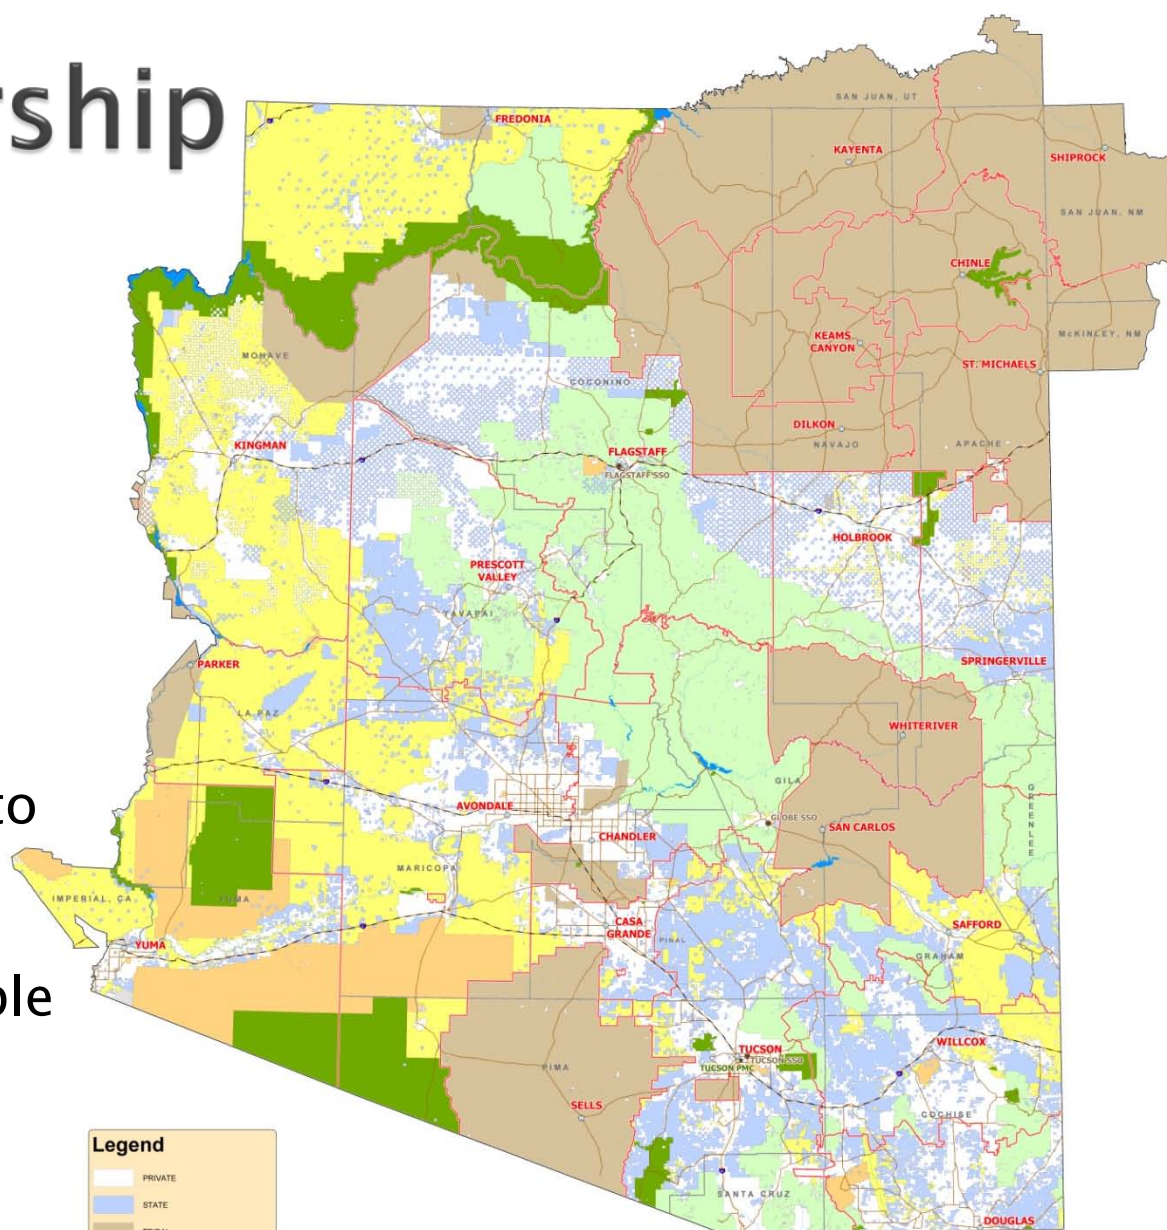 rship
SAN JUAN, UT
FREDONIA
KAYENTA
SHIPROCK
SAN JUAN, NM
CHINLE
KEAMS
CANYON
McKINLEY, NM
MOHAVE
ST. MICHAELS
COCONINO
DILKON
NAVAJO
APACHE
KINGMAN
FLAGSTAFF
FLAGSTAFF SSO
HOLBROOK
PRESCOTT
VALLEY
YAVAPAI
SPRINGERVILLE
PARKER
LA PAZ
WHITERIVER
GILA
GREENLEE
to
AVONDALE
CHANDLER
GLOBE SSO
SAN CARLOS
MARICOPA
IMPERIAL, CA
YUMA
CASA
GRANDE
SAFFORD
YUMA
PINAL
GRAHAM
ple
TUCSON
TUCSON SSO
TUCSON PMC
WILLCOX
PIMA
SELLS
COCHISE
SANTA CRUZ
DOUGLAS
Legend
PRIVATE
STATE